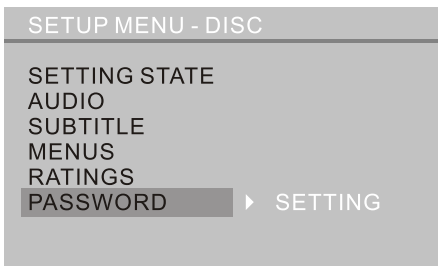 SETUP MENU - DISC
SETTING STATE
AUDIO
SUBTITLE
MENUS
RATINGS
PASSWORD SETTING